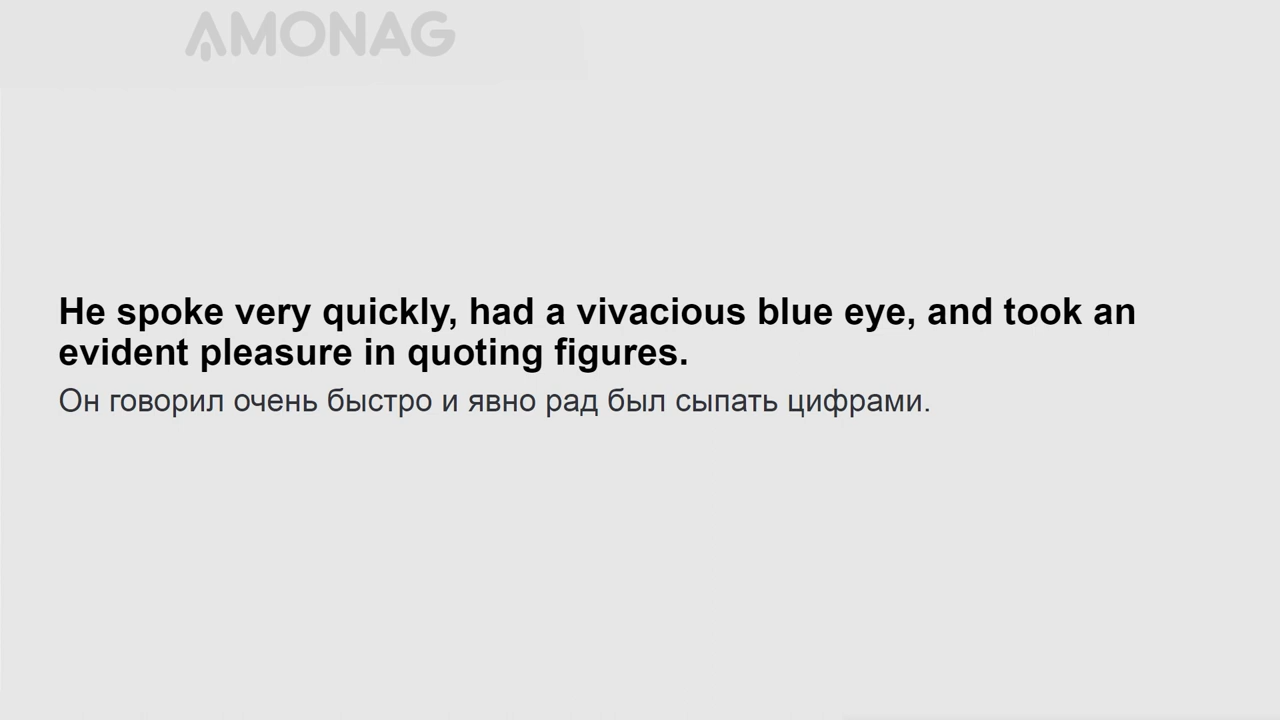 AMONAG
He spoke very quickly, had a vivacious blue eye, and took an
evident pleasure in quoting figures.
Он говорил очень быстро и явно рад был сыпать цифрами.